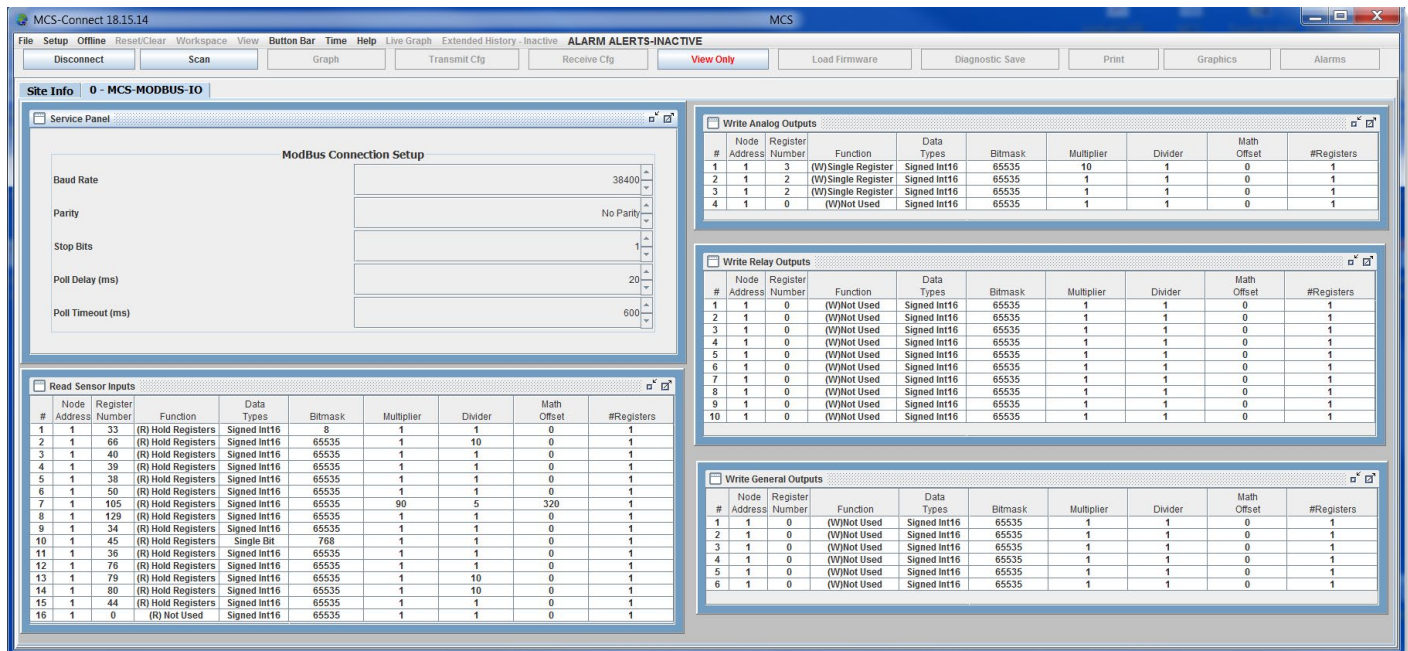 MCS-Connect 18.15.14 MCS
File Setup Offline Reset/Clear Workspace View Button Bar Time Help Live Graph Extended History - Inactive ALARM ALERTS-INACTIVE
Disconnect Scan Graph Transmit Cfg Receive Cfg View Only Load Firmware Diagnostic Save Print Graphics Alarms
Site Info 0 - MCS-MODBUS-IO
Service Panel
ModBus Connection Setup
Baud Rate 38400
Parity No Parity
Stop Bits 1
Poll Delay (ms) 20
Poll Timeout (ms) 600
Read Sensor Inputs
Node Register Data Math
# Address Number Function Types Bitmask Multiplier Divider Offset #Registers
1 1 33 (R) Hold Registers Signed Int16 8 1 1 0 1
2 1 66 (R) Hold Registers Signed Int16 65535 1 10 0 1
3 1 40 (R) Hold Registers Signed Int16 65535 1 1 0 1
4 1 39 (R) Hold Registers Signed Int16 65535 1 1 0 1
5 1 38 (R) Hold Registers Signed Int16 65535 1 1 0 1
6 1 50 (R) Hold Registers Signed Int16 65535 1 1 0 1
7 1 105 (R) Hold Registers Signed Int16 65535 90 5 320 1
8 1 129 (R) Hold Registers Signed Int16 65535 1 1 0 1
9 1 34 (R) Hold Registers Signed Int16 65535 1 1 0 1
10 1 45 (R) Hold Registers Single Bit 768 1 1 0 1
11 1 36 (R) Hold Registers Signed Int16 65535 1 1 0 1
12 1 76 (R) Hold Registers Signed Int16 65535 1 1 0 1
13 1 79 (R) Hold Registers Signed Int16 65535 1 10 0 1
14 1 80 (R) Hold Registers Signed Int16 65535 1 10 0 1
15 1 44 (R) Hold Registers Signed Int16 65535 1 1 0 1
16 1 0 (R) Not Used Signed Int16 65535 1 1 0 1
Write Analog Outputs
Node Register Data Math
# Address Number Function Types Bitmask Multiplier Divider Offset #Registers
1 1 3 (W)Single Register Signed Int16 65535 10 1 0 1
2 1 2 (W)Single Register Signed Int16 65535 1 1 0 1
3 1 2 (W)Single Register Signed Int16 65535 1 1 0 1
4 1 0 (W)Not Used Signed Int16 65535 1 1 0 1
Write Relay Outputs
Node Register Data Math
# Address Number Function Types Bitmask Multiplier Divider Offset #Registers
1 1 0 (W)Not Used Signed Int16 65535 1 1 0 1
2 1 0 (W)Not Used Signed Int16 65535 1 1 0 1
3 1 0 (W)Not Used Signed Int16 65535 1 1 0 1
4 1 0 (W)Not Used Signed Int16 65535 1 1 0 1
5 1 0 (W)Not Used Signed Int16 65535 1 1 0 1
6 1 0 (W)Not Used Signed Int16 65535 1 1 0 1
7 1 0 (W)Not Used Signed Int16 65535 1 1 0 1
8 1 0 (W)Not Used Signed Int16 65535 1 1 0 1
9 1 0 (W)Not Used Signed Int16 65535 1 1 0 1
10 1 0 (W)Not Used Signed Int16 65535 1 1 0 1
Write General Outputs
Node Register Data Math
# Address Number Function Types Bitmask Multiplier Divider Offset #Registers
1 1 0 (W)Not Used Signed Int16 65535 1 1 0 1
2 1 0 (W)Not Used Signed Int16 65535 1 1 0 1
3 1 0 (W)Not Used Signed Int16 65535 1 1 0 1
4 1 0 (W)Not Used Signed Int16 65535 1 1 0 1
5 1 0 (W)Not Used Signed Int16 65535 1 1 0 1
6 1 0 (W)Not Used Signed Int16 65535 1 1 0 1